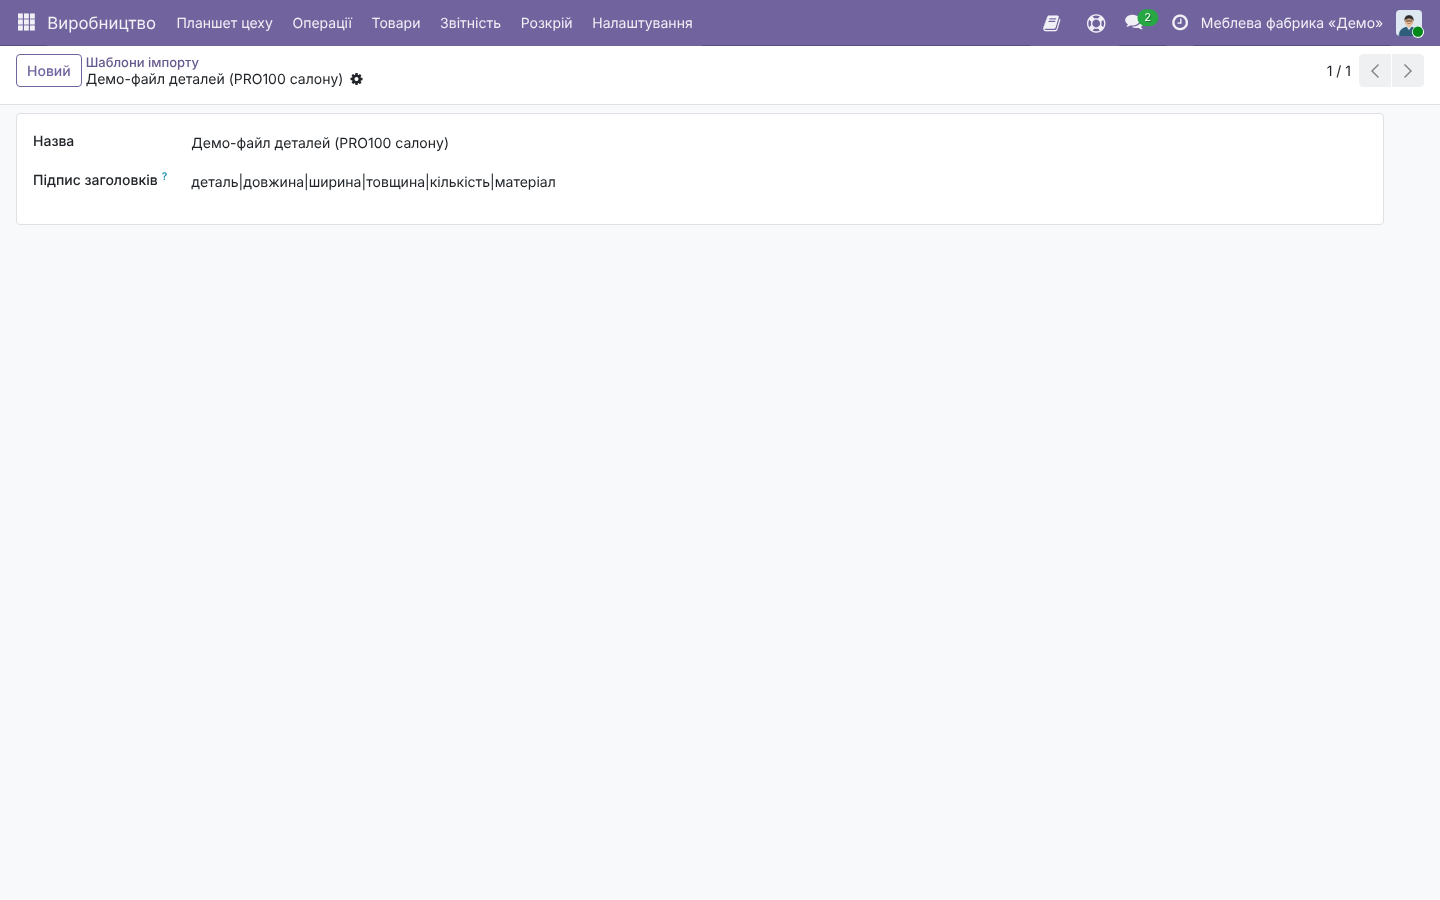 Виробництво Планшет цеху Операції Товари Звітність Розкрій Налаштування 2 Меблева фабрика «Демо»
Новий
Шаблони імпорту
Демо-файл деталей (PRO100 салону)
1 / 1
Назва Демо-файл деталей (PRO100 салону)
Підпис заголовків ? деталь|довжина|ширина|товщина|кількість|матеріал